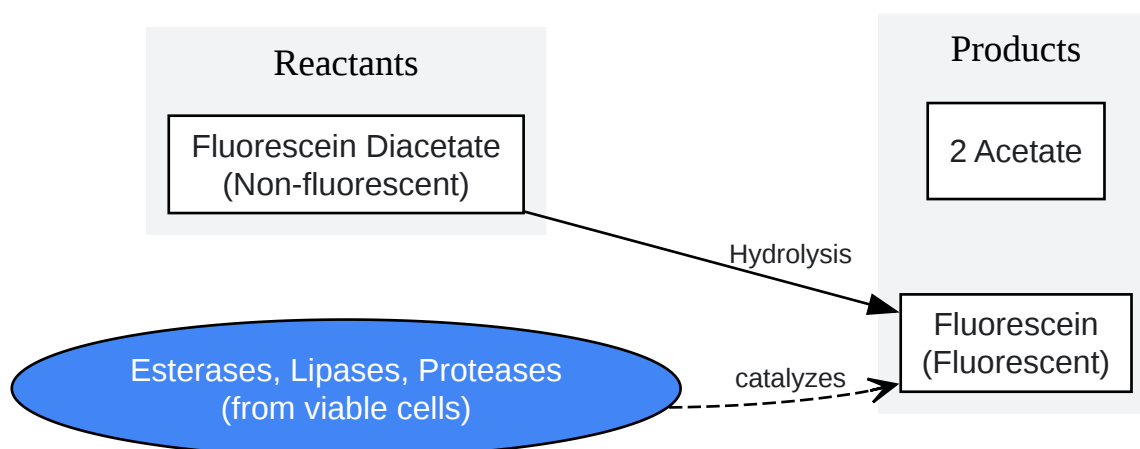 Reactants
Products
Fluorescein Diacetate
(Non-fluorescent)
2 Acetate
Hydrolysis
Fluorescein
(Fluorescent)
Esterases, Lipases, Proteases
(from viable cells)
catalyzes